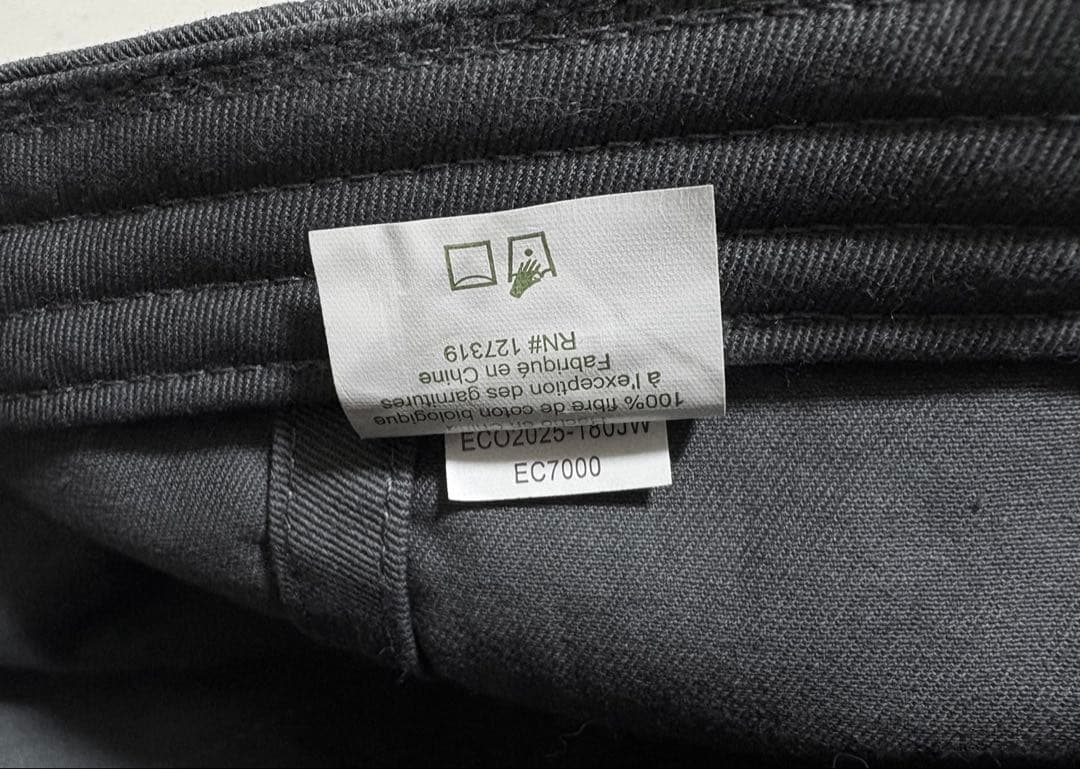 100% fibre de coton biologique
à l'exception des garnitures
Fabriqué en Chine
RN# 127319
ECO2025-180JW
EC7000